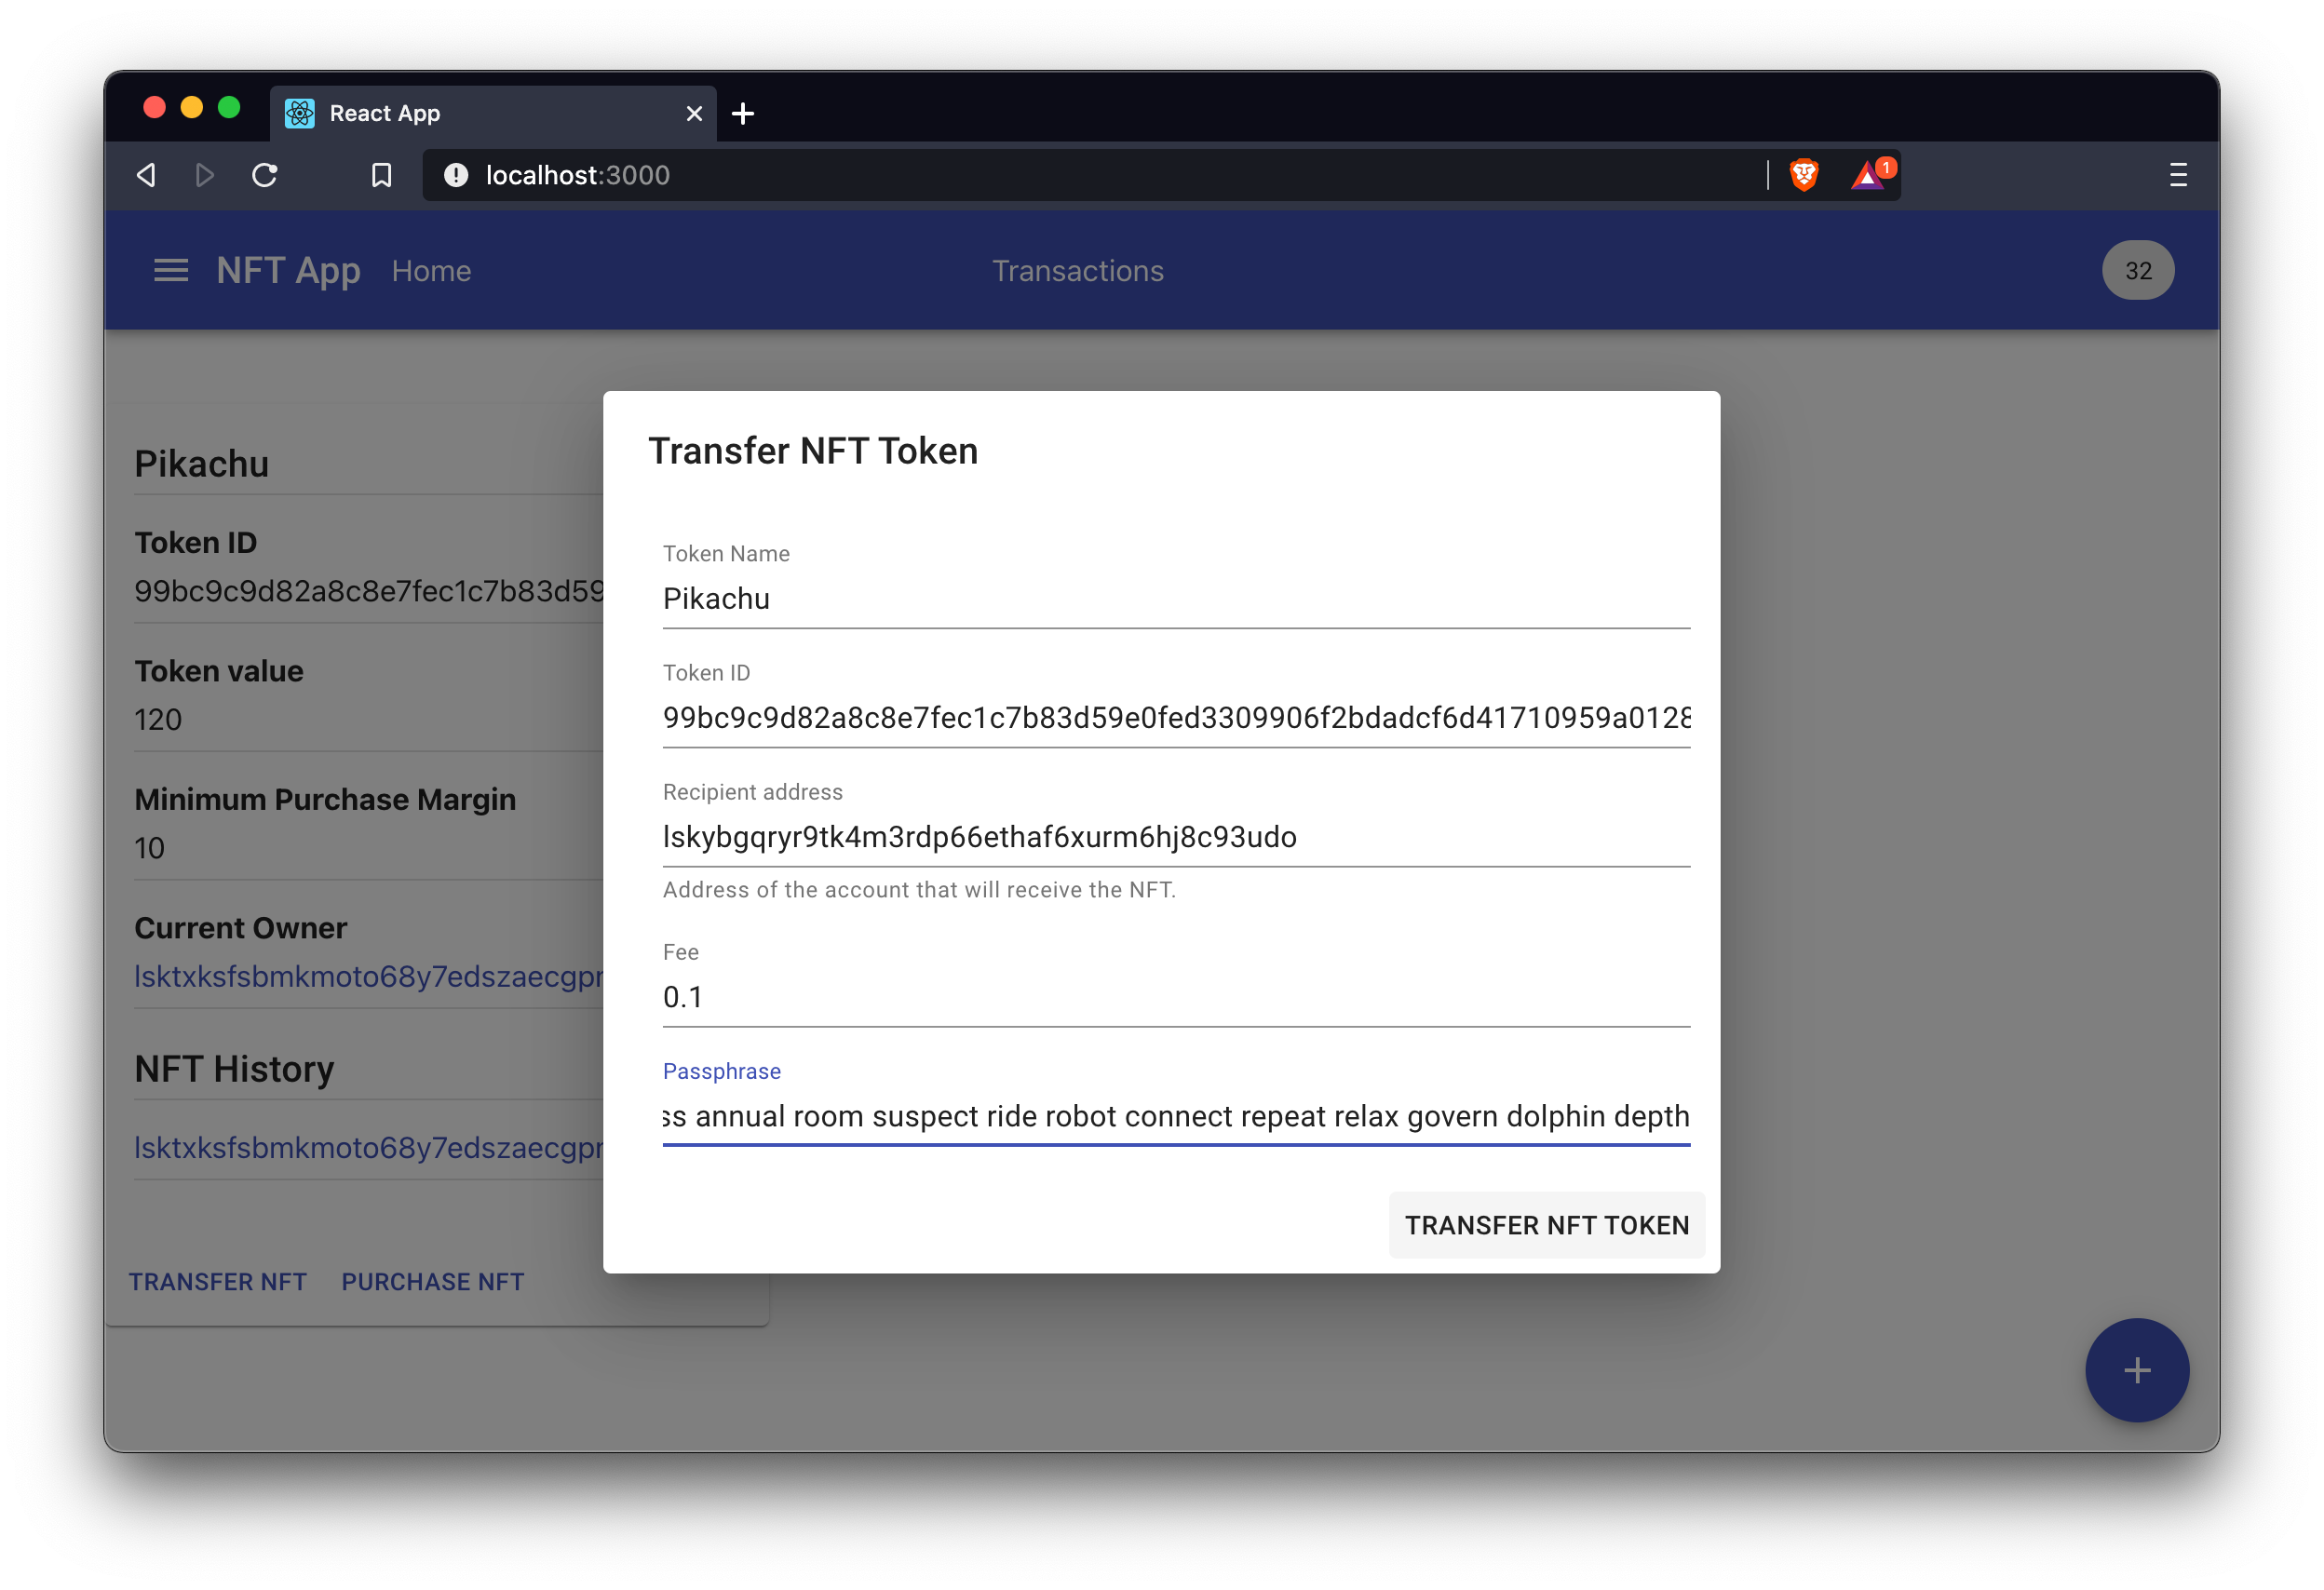 React App
localhost:3000
1
NFT App Home Transactions 32
Pikachu
Token ID
99bc9c9d82a8c8e7fec1c7b83d59
Token value
120
Minimum Purchase Margin
10
Current Owner
lsktxksfsbmkmoto68y7edszaecgpr
NFT History
lsktxksfsbmkmoto68y7edszaecgpr
TRANSFER NFT PURCHASE NFT
Transfer NFT Token
Token Name
Pikachu
Token ID
99bc9c9d82a8c8e7fec1c7b83d59e0fed3309906f2bdadcf6d41710959a0128
Recipient address
lskybgqryr9tk4m3rdp66ethaf6xurm6hj8c93udo
Address of the account that will receive the NFT.
Fee
0.1
Passphrase
ss annual room suspect ride robot connect repeat relax govern dolphin depth
TRANSFER NFT TOKEN